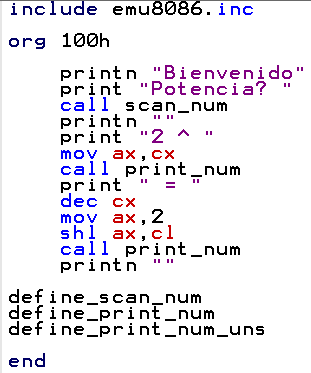 include emu8086.inc
org 100h
printn "Bienvenido"
print "Potencia? "
call scan_num
printn ""
print "2 ^ "
mov ax,cx
call print_num
print " = "
dec cx
mov ax,2
shl ax,cl
call print_num
printn ""
define_scan_num
define_print_num
define_print_num_uns
end